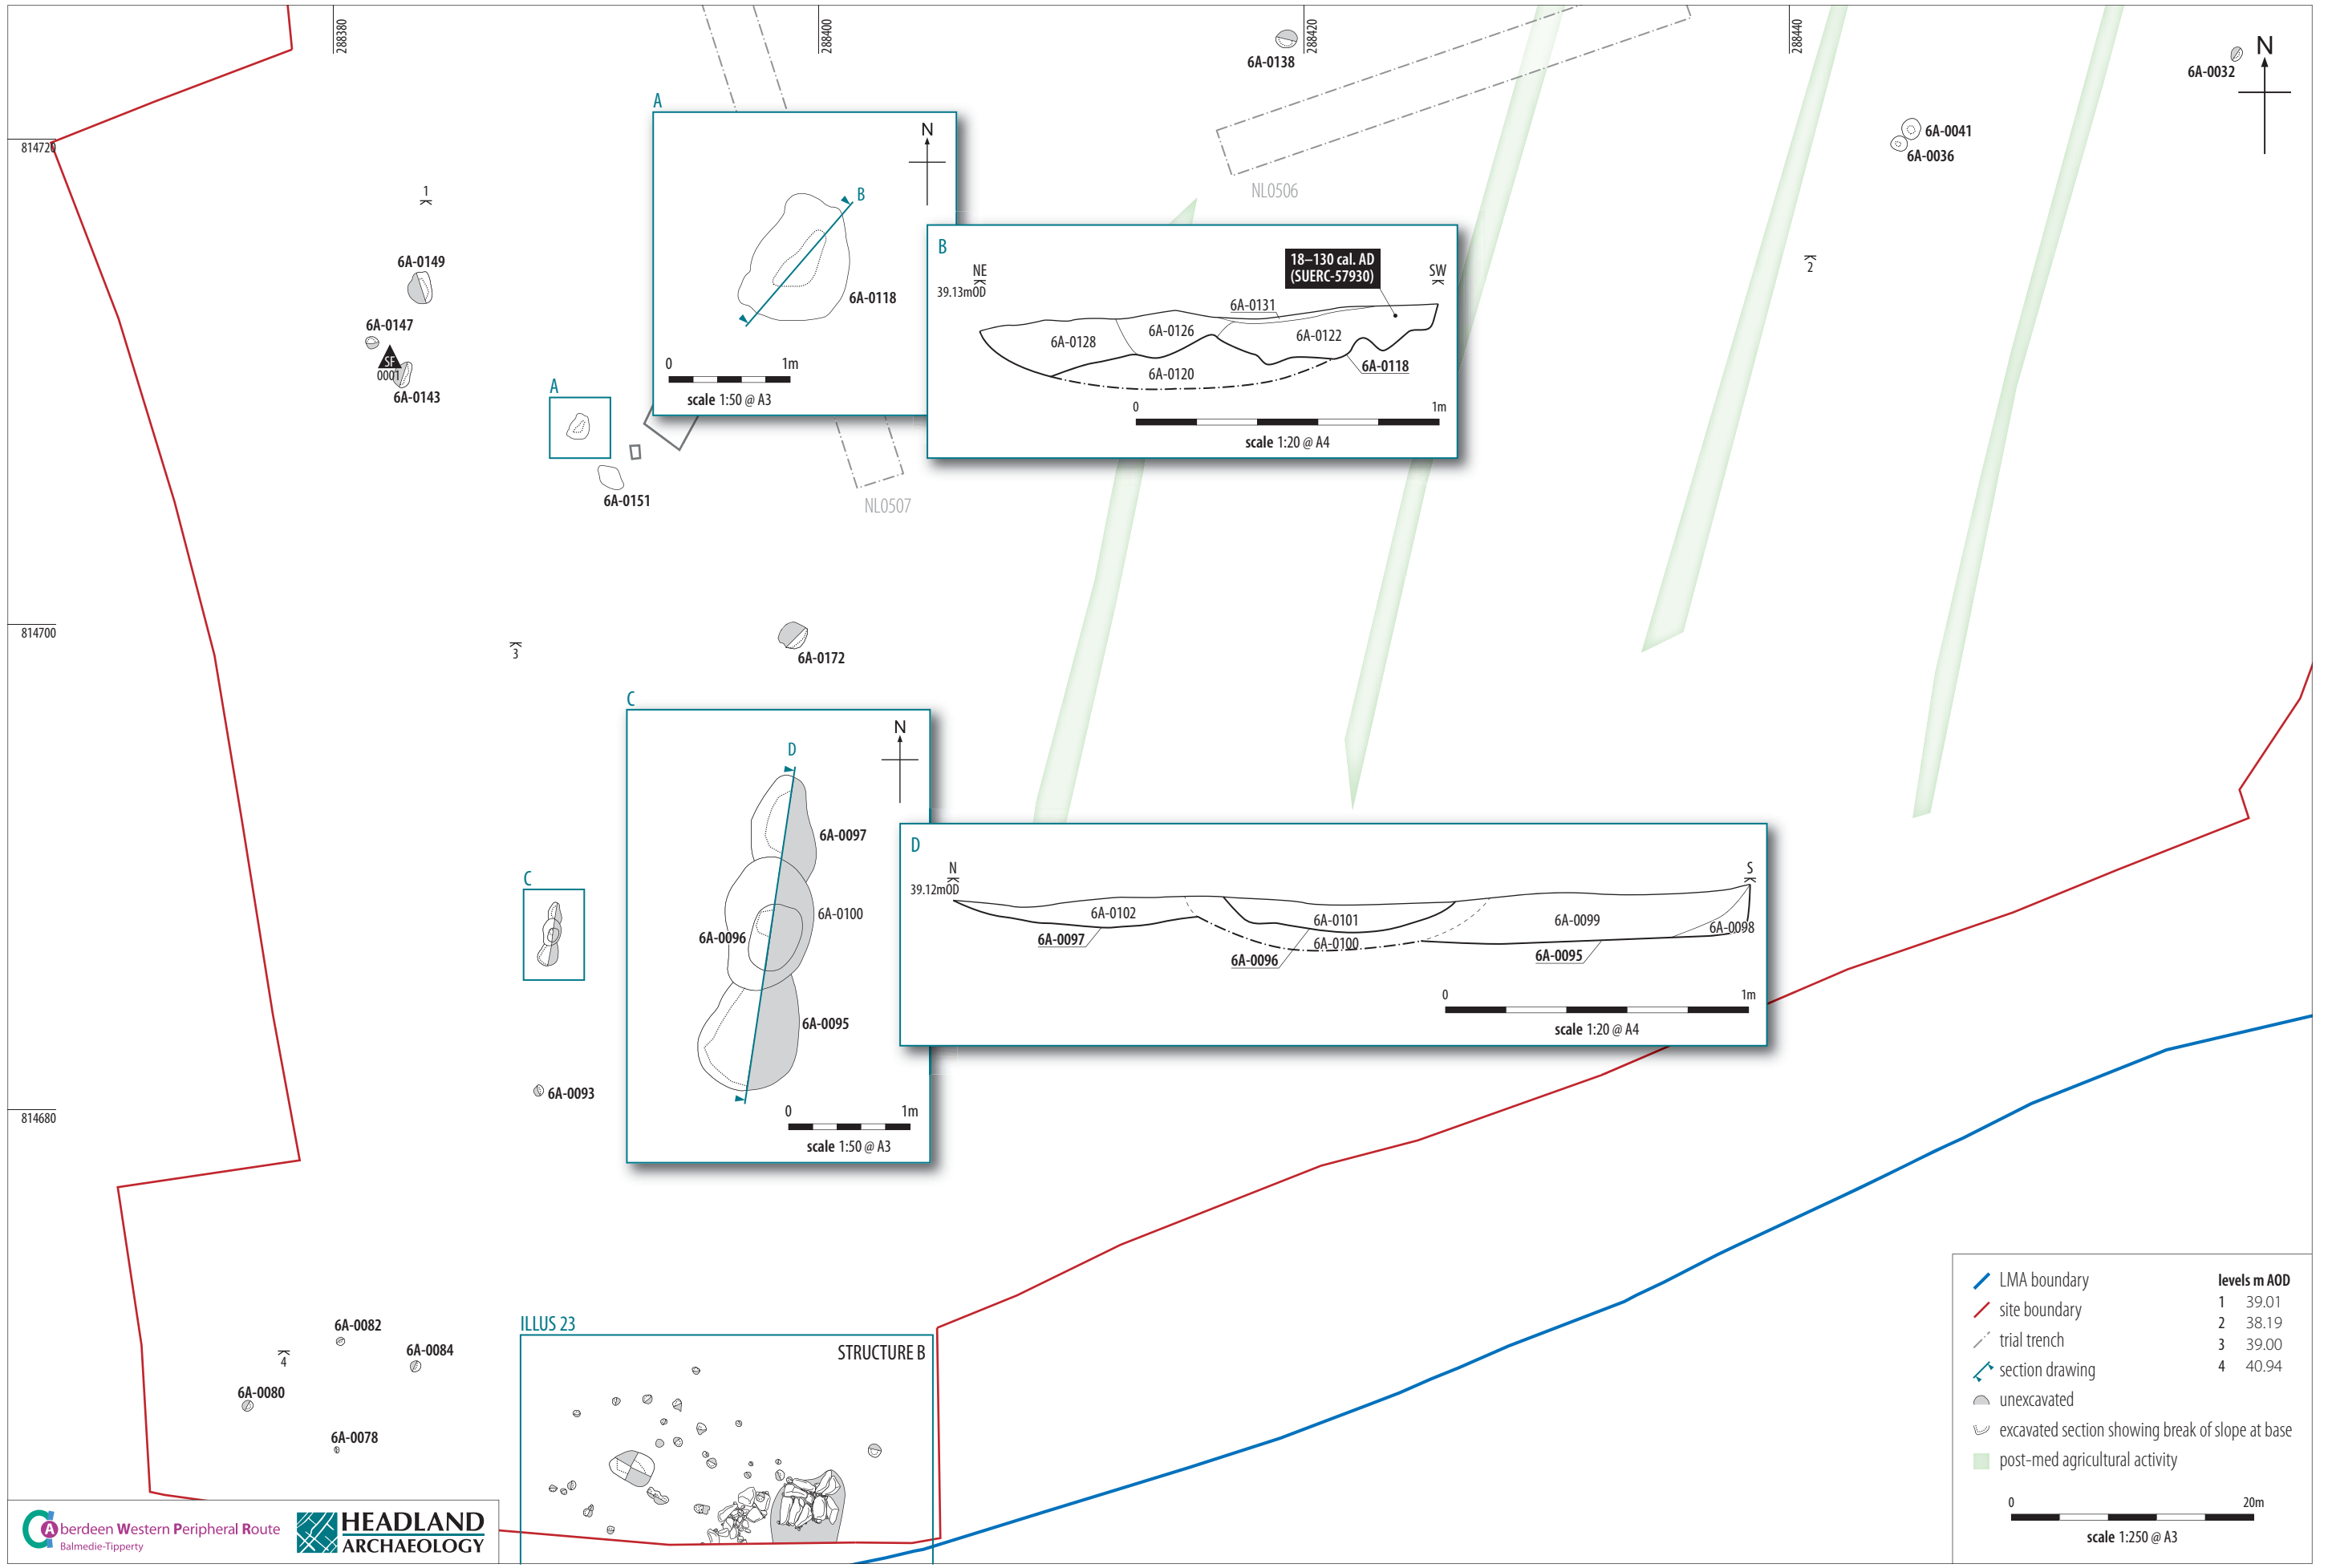 288380
288400
288420
288440
N
6A-0138
6A-0032
814720
6A-0041
6A-0036
A
N
B
6A-0118
0 1m
scale 1:50 @ A3
NL0506
1
2
B
NE
39.13mOD
18–130 cal. AD
(SUERC-57930)
SW
6A-0131
6A-0128
6A-0126
6A-0122
6A-0120
6A-0118
0 1m
scale 1:20 @ A4
6A-0149
6A-0147
SF
0001
6A-0143
A
6A-0151
NL0507
814700
3
6A-0172
C
N
D
6A-0097
6A-0100
6A-0096
6A-0095
0 1m
scale 1:50 @ A3
D
N
39.12mOD
S
6A-0102
6A-0101
6A-0099
6A-0098
6A-0097
6A-0100
6A-0096
6A-0095
0 1m
scale 1:20 @ A4
C
6A-0093
814680
6A-0082
4
6A-0084
6A-0080
6A-0078
ILLUS 23
STRUCTURE B
LMA boundary
site boundary
trial trench
section drawing
unexcavated
excavated section showing break of slope at base
post-med agricultural activity
levels m AOD
1 39.01
2 38.19
3 39.00
4 40.94
0 20m
scale 1:250 @ A3
Aberdeen Western Peripheral Route
Balmedie-Tipperty
HEADLAND
ARCHAEOLOGY